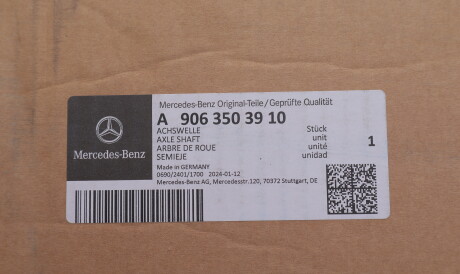 Mercedes-Benz Original-Teile/Geprüfte Qualität
A 906 350 39 10
ACHSWELLE Stück
AXLE SHAFT unit
ARBRE DE ROUE unité 1
SEMIEJE unidad
Mercedes-Benz
Made in GERMANY
0690/2401/1700 2024-01-12
Mercedes-Benz AG, Mercedesstr.120, 70372 Stuttgart, DE